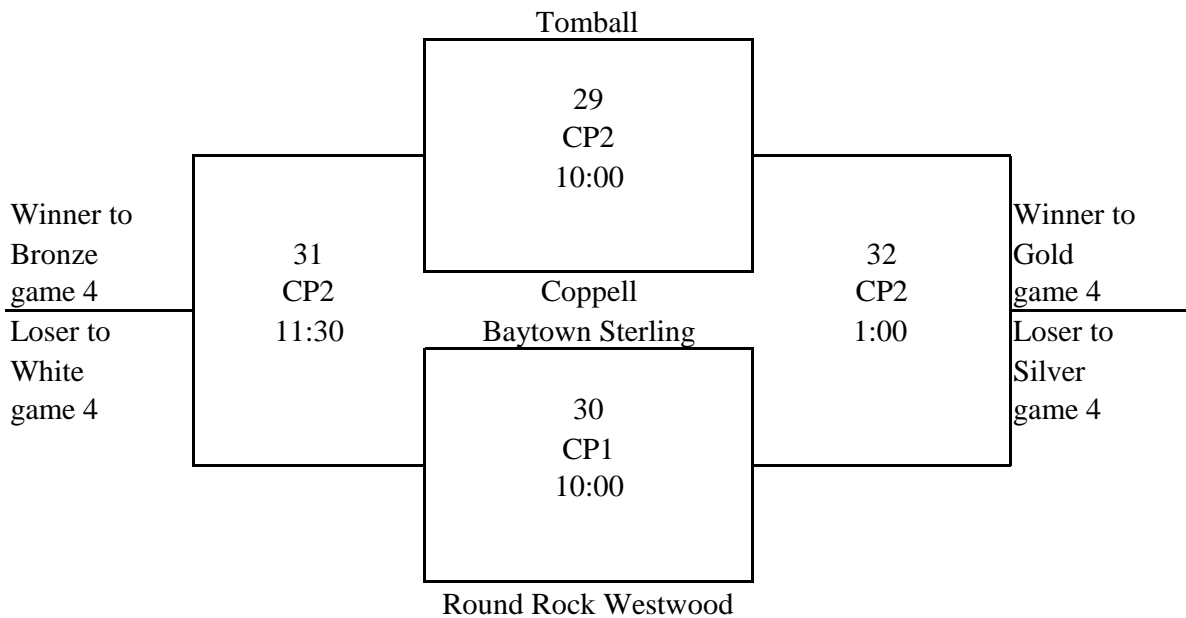 Tomball
29
CP2
10:00
Winner to
Bronze
game 4
Loser to
White
game 4
31
CP2
11:30
Coppell
Baytown Sterling
32
CP2
1:00
Winner to
Gold
game 4
Loser to
Silver
game 4
30
CP1
10:00
Round Rock Westwood